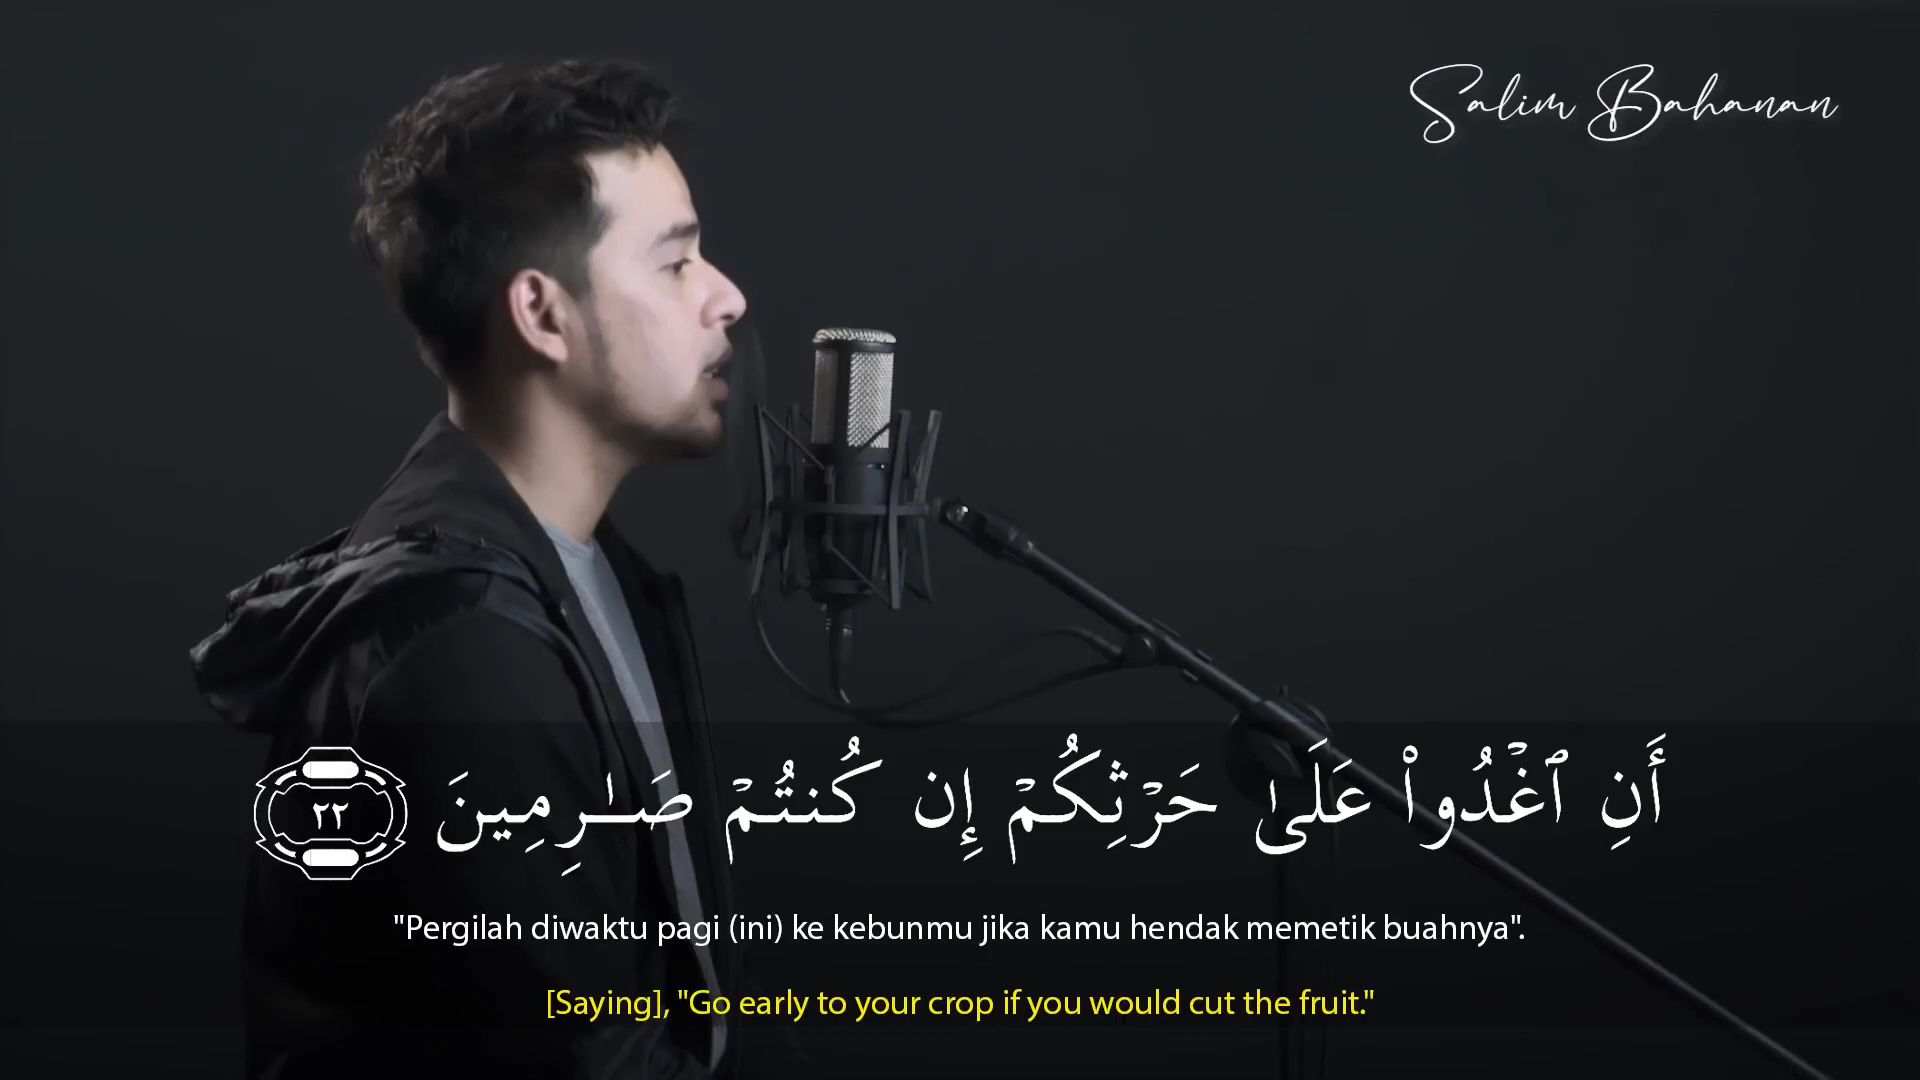 Salim Bahanan
أَنِ ٱغْدُوا۟ عَلَىٰ حَرْثِكُمْ إِن كُنتُمْ صَـٰرِمِينَ ٢٢
"Pergilah diwaktu pagi (ini) ke kebunmu jika kamu hendak memetik buahnya".
[Saying], "Go early to your crop if you would cut the fruit."